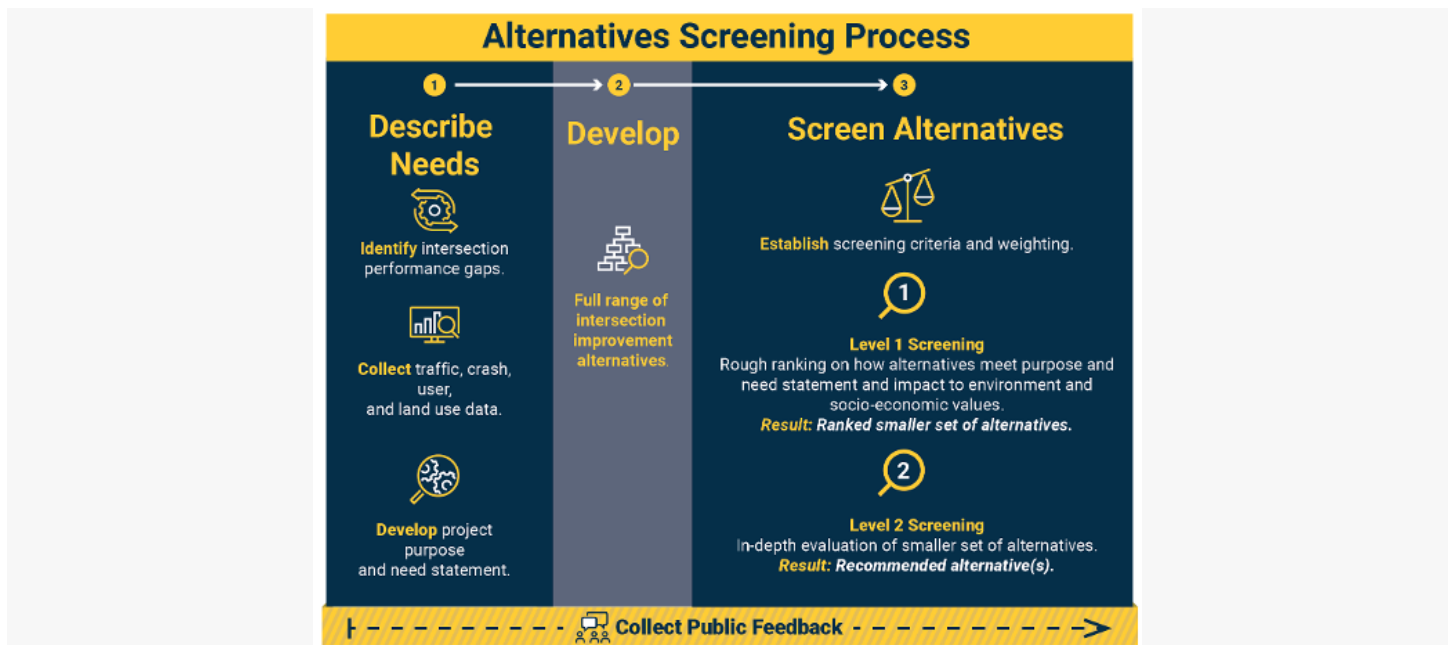 Alternatives Screening Process
1
2
3
Describe
Needs
Identify intersection
performance gaps.
Collect traffic, crash,
user,
and land use data.
Develop project
purpose
and need statement.
Develop
Full range of
intersection
improvement
alternatives.
Screen Alternatives
Establish screening criteria and weighting.
1
Level 1 Screening
Rough ranking on how alternatives meet purpose and
need statement and impact to environment and
socio-economic values.
Result: Ranked smaller set of alternatives.
2
Level 2 Screening
In-depth evaluation of smaller set of alternatives.
Result: Recommended alternative(s).
Collect Public Feedback